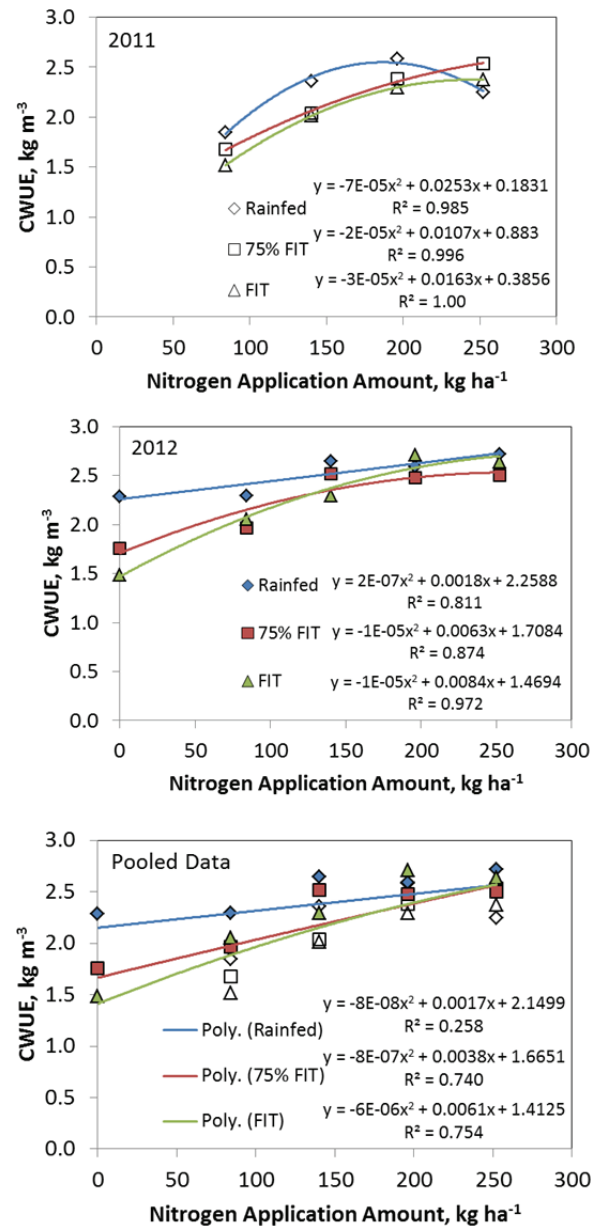 3.0
2011
2.5
2.0
1.5
1.0
0.5
0.0
CWUE, kg m⁻³
y = -7E-05x² + 0.0253x + 0.1831
Rainfed
R² = 0.985
y = -2E-05x² + 0.0107x + 0.883
75% FIT
R² = 0.996
y = -3E-05x² + 0.0163x + 0.3856
FIT
R² = 1.00
0 50 100 150 200 250 300
Nitrogen Application Amount, kg ha⁻¹
3.0
2012
2.5
2.0
1.5
1.0
0.5
0.0
CWUE, kg m⁻³
Rainfed y = 2E-07x² + 0.0018x + 2.2588
R² = 0.811
75% FIT y = -1E-05x² + 0.0063x + 1.7084
R² = 0.874
FIT y = -1E-05x² + 0.0084x + 1.4694
R² = 0.972
0 50 100 150 200 250 300
Nitrogen Application Amount, kg ha⁻¹
3.0
Pooled Data
2.5
2.0
1.5
1.0
0.5
0.0
CWUE, kg m⁻³
y = -8E-08x² + 0.0017x + 2.1499
Poly. (Rainfed)
R² = 0.258
y = -8E-07x² + 0.0038x + 1.6651
Poly. (75% FIT)
R² = 0.740
y = -6E-06x² + 0.0061x + 1.4125
Poly. (FIT)
R² = 0.754
0 50 100 150 200 250 300
Nitrogen Application Amount, kg ha⁻¹